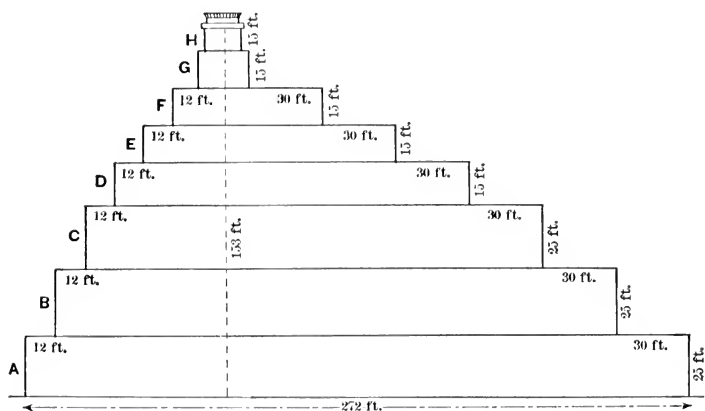 H 15 ft.
G 15 ft.
F 12 ft. 30 ft. 15 ft.
E 12 ft. 30 ft. 15 ft.
D 12 ft. 30 ft. 15 ft.
C 12 ft. 30 ft. 25 ft.
153 ft.
B 12 ft. 30 ft. 25 ft.
A 12 ft. 30 ft. 25 ft.
272 ft.